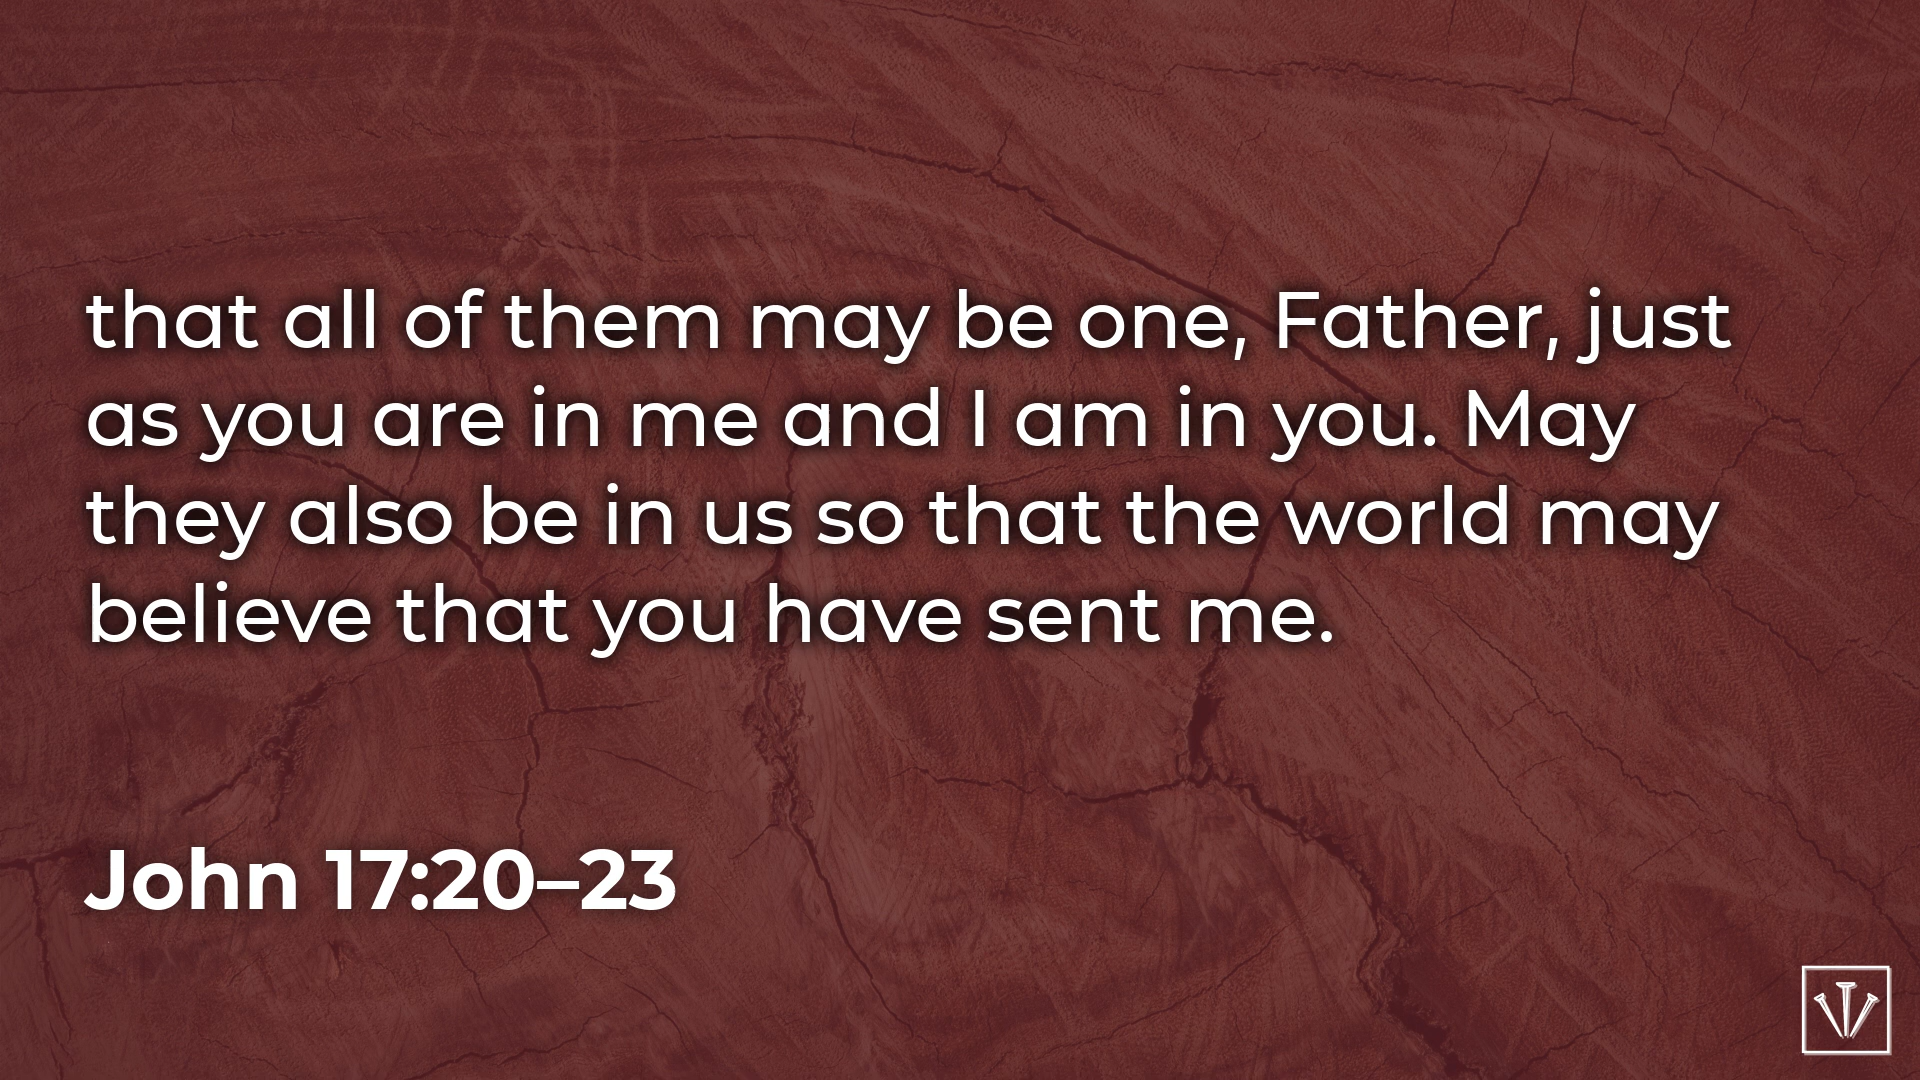 that all of them may be one, Father, just
as you are in me and I am in you. May
they also be in us so that the world may
believe that you have sent me.
John 17:20–23